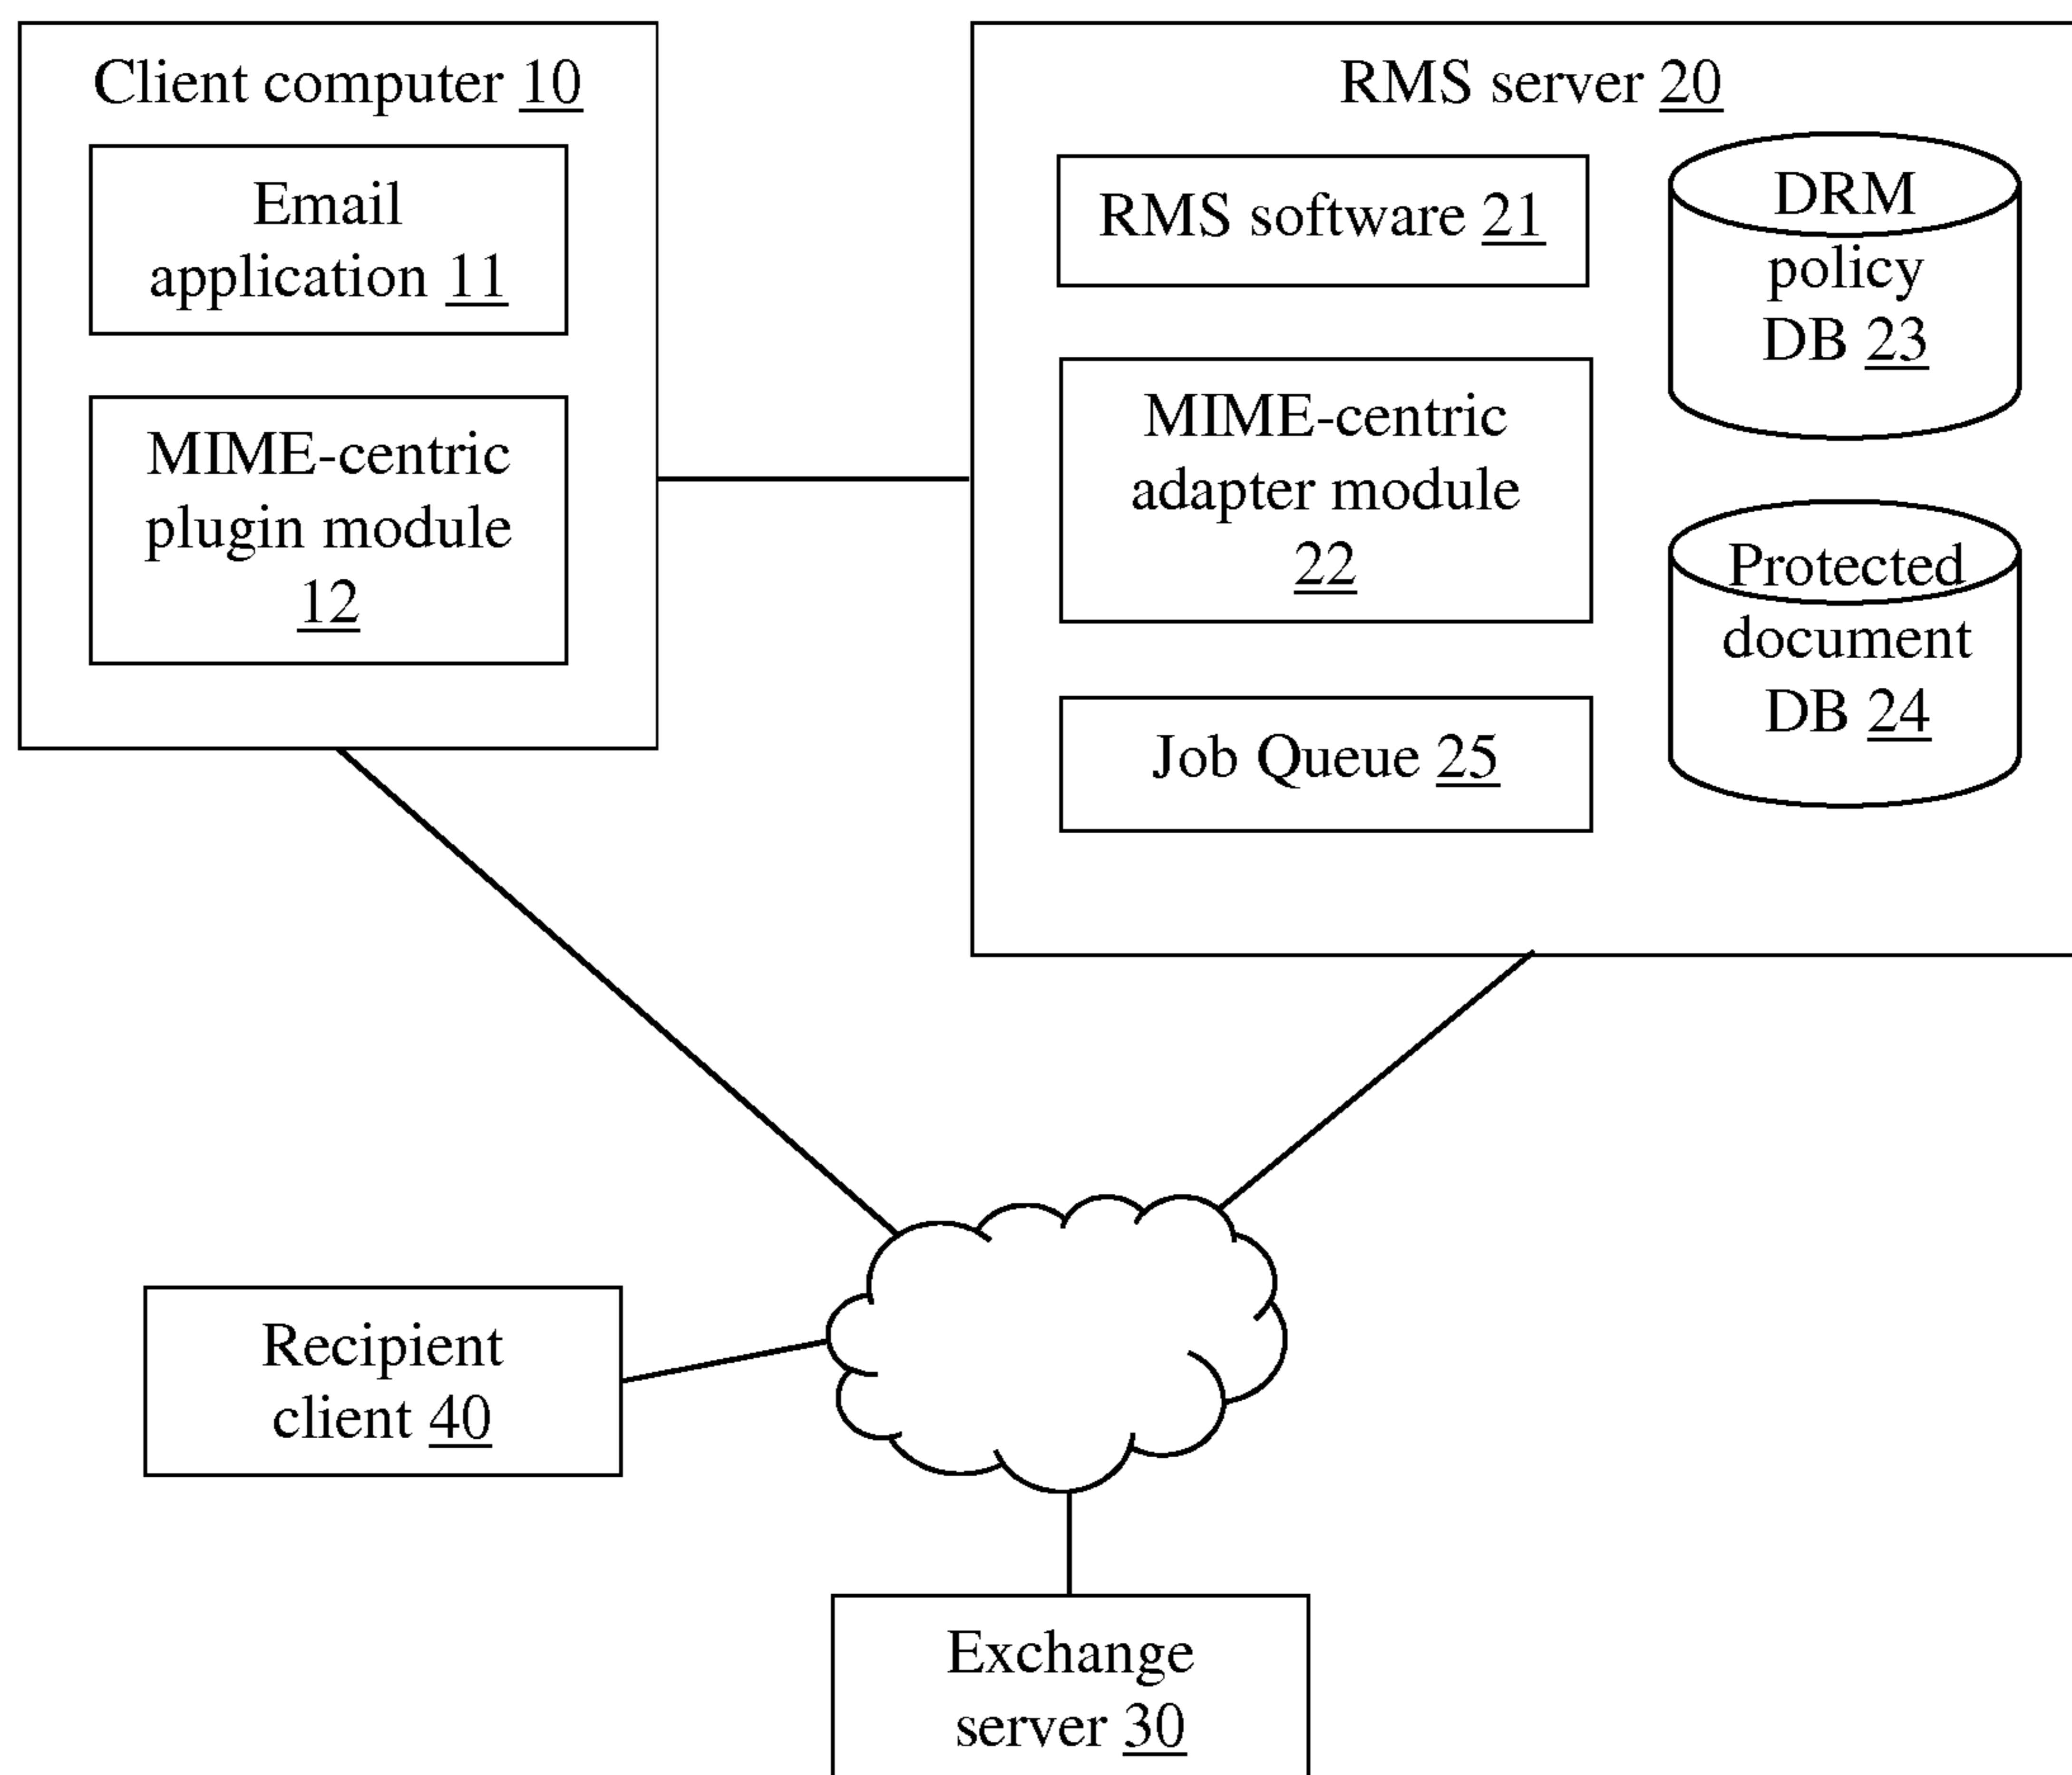 Client computer 10
Email
application 11
MIME-centric
plugin module
12
RMS server 20
RMS software 21
MIME-centric
adapter module
22
Job Queue 25
DRM
policy
DB 23
Protected
document
DB 24
Recipient
client 40
Exchange
server 30